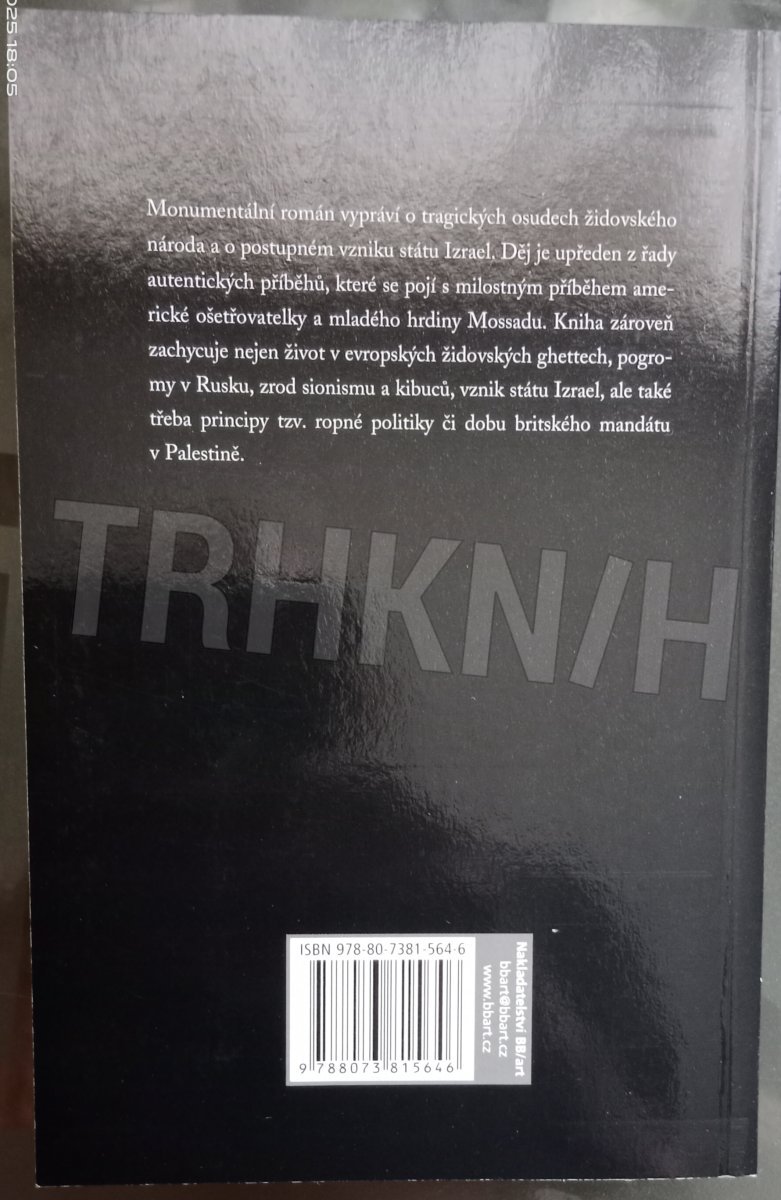 025 18:05
Monumentální román vypráví o tragických osudech židovského
národa a o postupném vzniku státu Izrael. Děj je upředen z řady
autentických příběhů, které se pojí s milostným příběhem ame-
rické ošetřovatelky a mladého hrdiny Mossadu. Kniha zároveň
zachycuje nejen život v evropských židovských ghettech, pogro-
my v Rusku, zrod sionismu a kibuců, vznik státu Izrael, ale také
třeba principy tzv. ropné politiky či dobu britského mandátu
v Palestině.
TRHKN/H
ISBN 978-80-7381-564-6
9 788073 815646
Nakladatelství BB/art
bbart@bbart.cz
www.bbart.cz